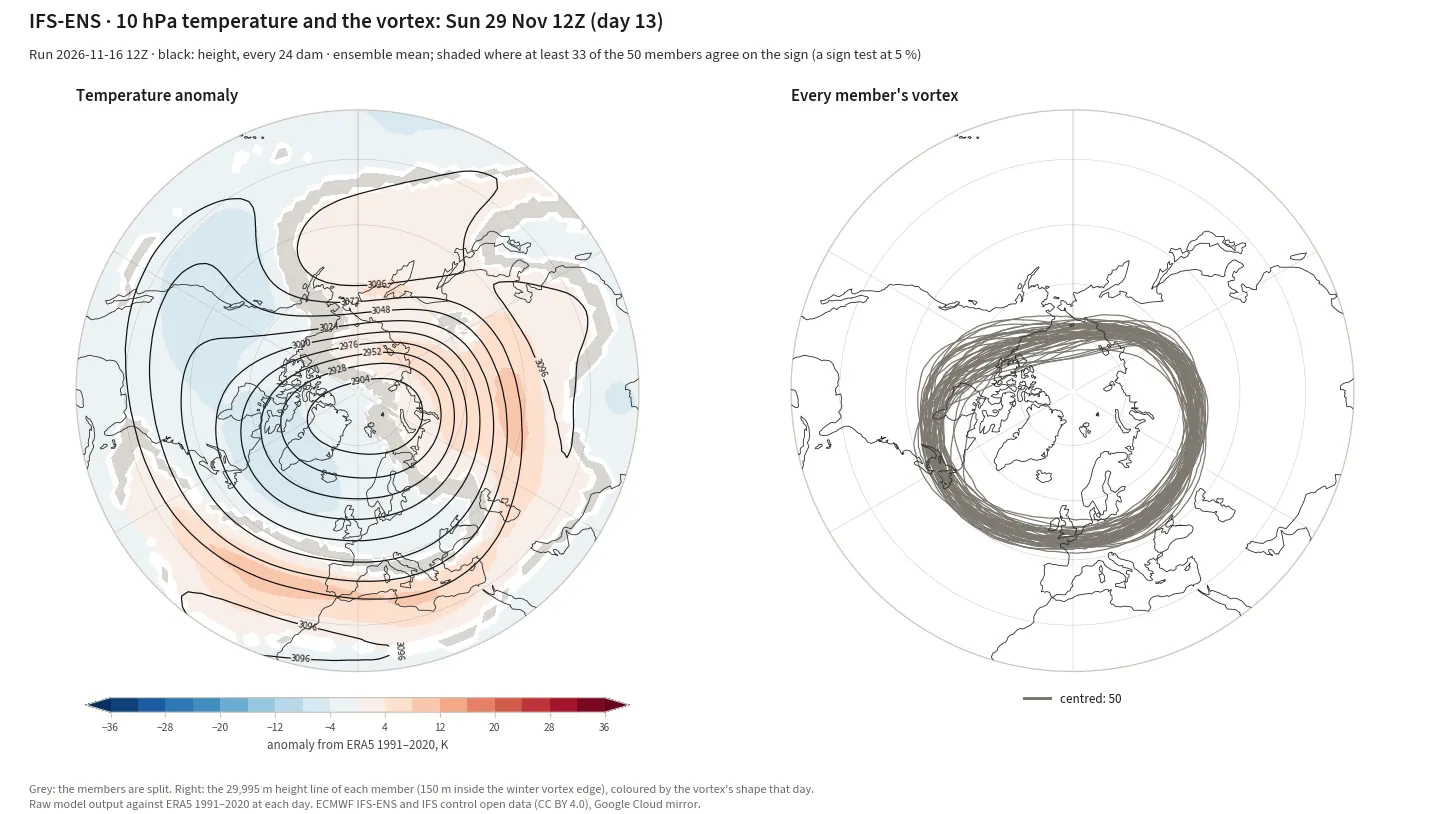 IFS-ENS · 10 hPa temperature and the vortex: Sun 29 Nov 12Z (day 13)
Run 2026-11-16 12Z · black: height, every 24 dam · ensemble mean; shaded where at least 33 of the 50 members agree on the sign (a sign test at 5 %)
Temperature anomaly
Every member's vortex
3096
3072
3048
3024
3000
2976
2952
2928
2904
3096
3096
3096
3096
centred: 50
−36 −28 −20 −12 −4 4 12 20 28 36
anomaly from ERA5 1991–2020, K
Grey: the members are split. Right: the 29,995 m height line of each member (150 m inside the winter vortex edge), coloured by the vortex's shape that day.
Raw model output against ERA5 1991–2020 at each day. ECMWF IFS-ENS and IFS control open data (CC BY 4.0), Google Cloud mirror.